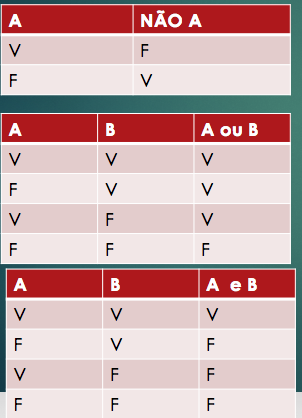 A NÃO A
V F
F V
A B A ou B
V V V
F V V
V F V
F F F
A B A e B
V V V
F V F
V F F
F F F